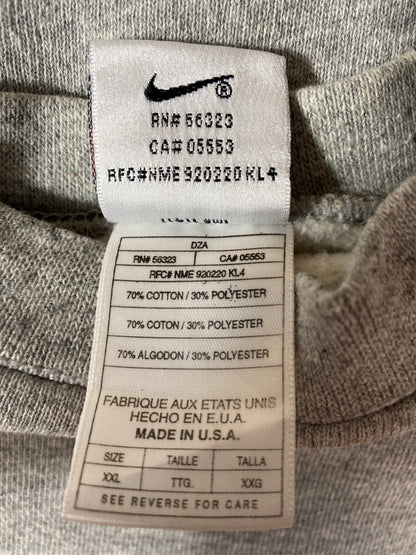 ®
RN# 56323
CA# 05553
RFC#NME 920220 KL4
DZA
RN# 56323 CA# 05553
RFC# NME 920220 KL4
70% COTTON / 30% POLYESTER
70% COTON / 30% POLYESTER
70% ALGODON / 30% POLYESTER
FABRIQUE AUX ETATS UNIS
HECHO EN E.U.A.
MADE IN U.S.A.
SIZE TAILLE TALLA
XXL TTG. XXG
SEE REVERSE FOR CARE